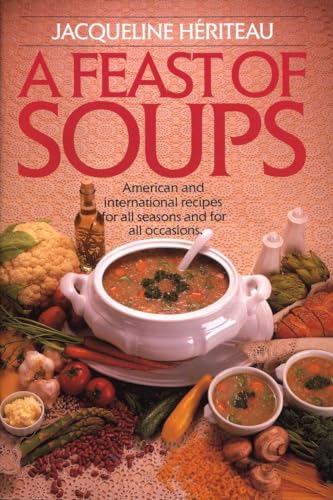 JACQUELINE HÉRITEAU
A FEAST OF
SOUPS
American and
international recipes
for all seasons and for
all occasions.